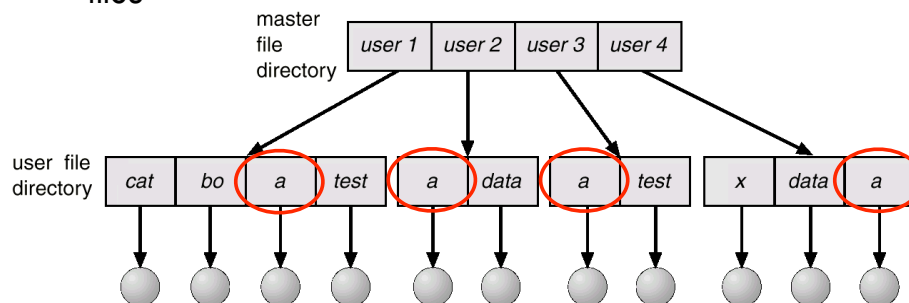 master
file
directory
user 1 user 2 user 3 user 4
user file
directory
cat bo a test a data a test x data a